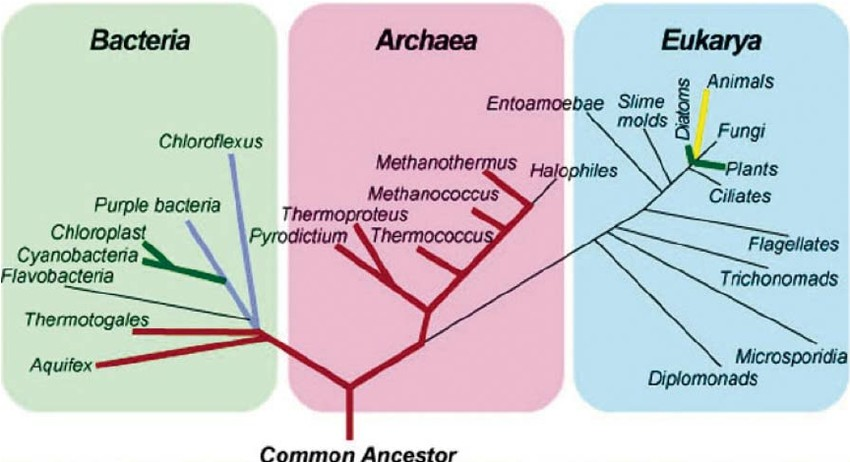 Bacteria
Archaea
Eukarya
Chloroflexus
Purple bacteria
Chloroplast
Cyanobacteria
Flavobacteria
Thermotogales
Aquifex
Methanothermus
Halophiles
Methanococcus
Thermoproteus
Pyrodictium
Thermococcus
Entoamoebae
Slime
molds
Diatoms
Animals
Fungi
Plants
Ciliates
Flagellates
Trichonomads
Microsporidia
Diplomonads
Common Ancestor